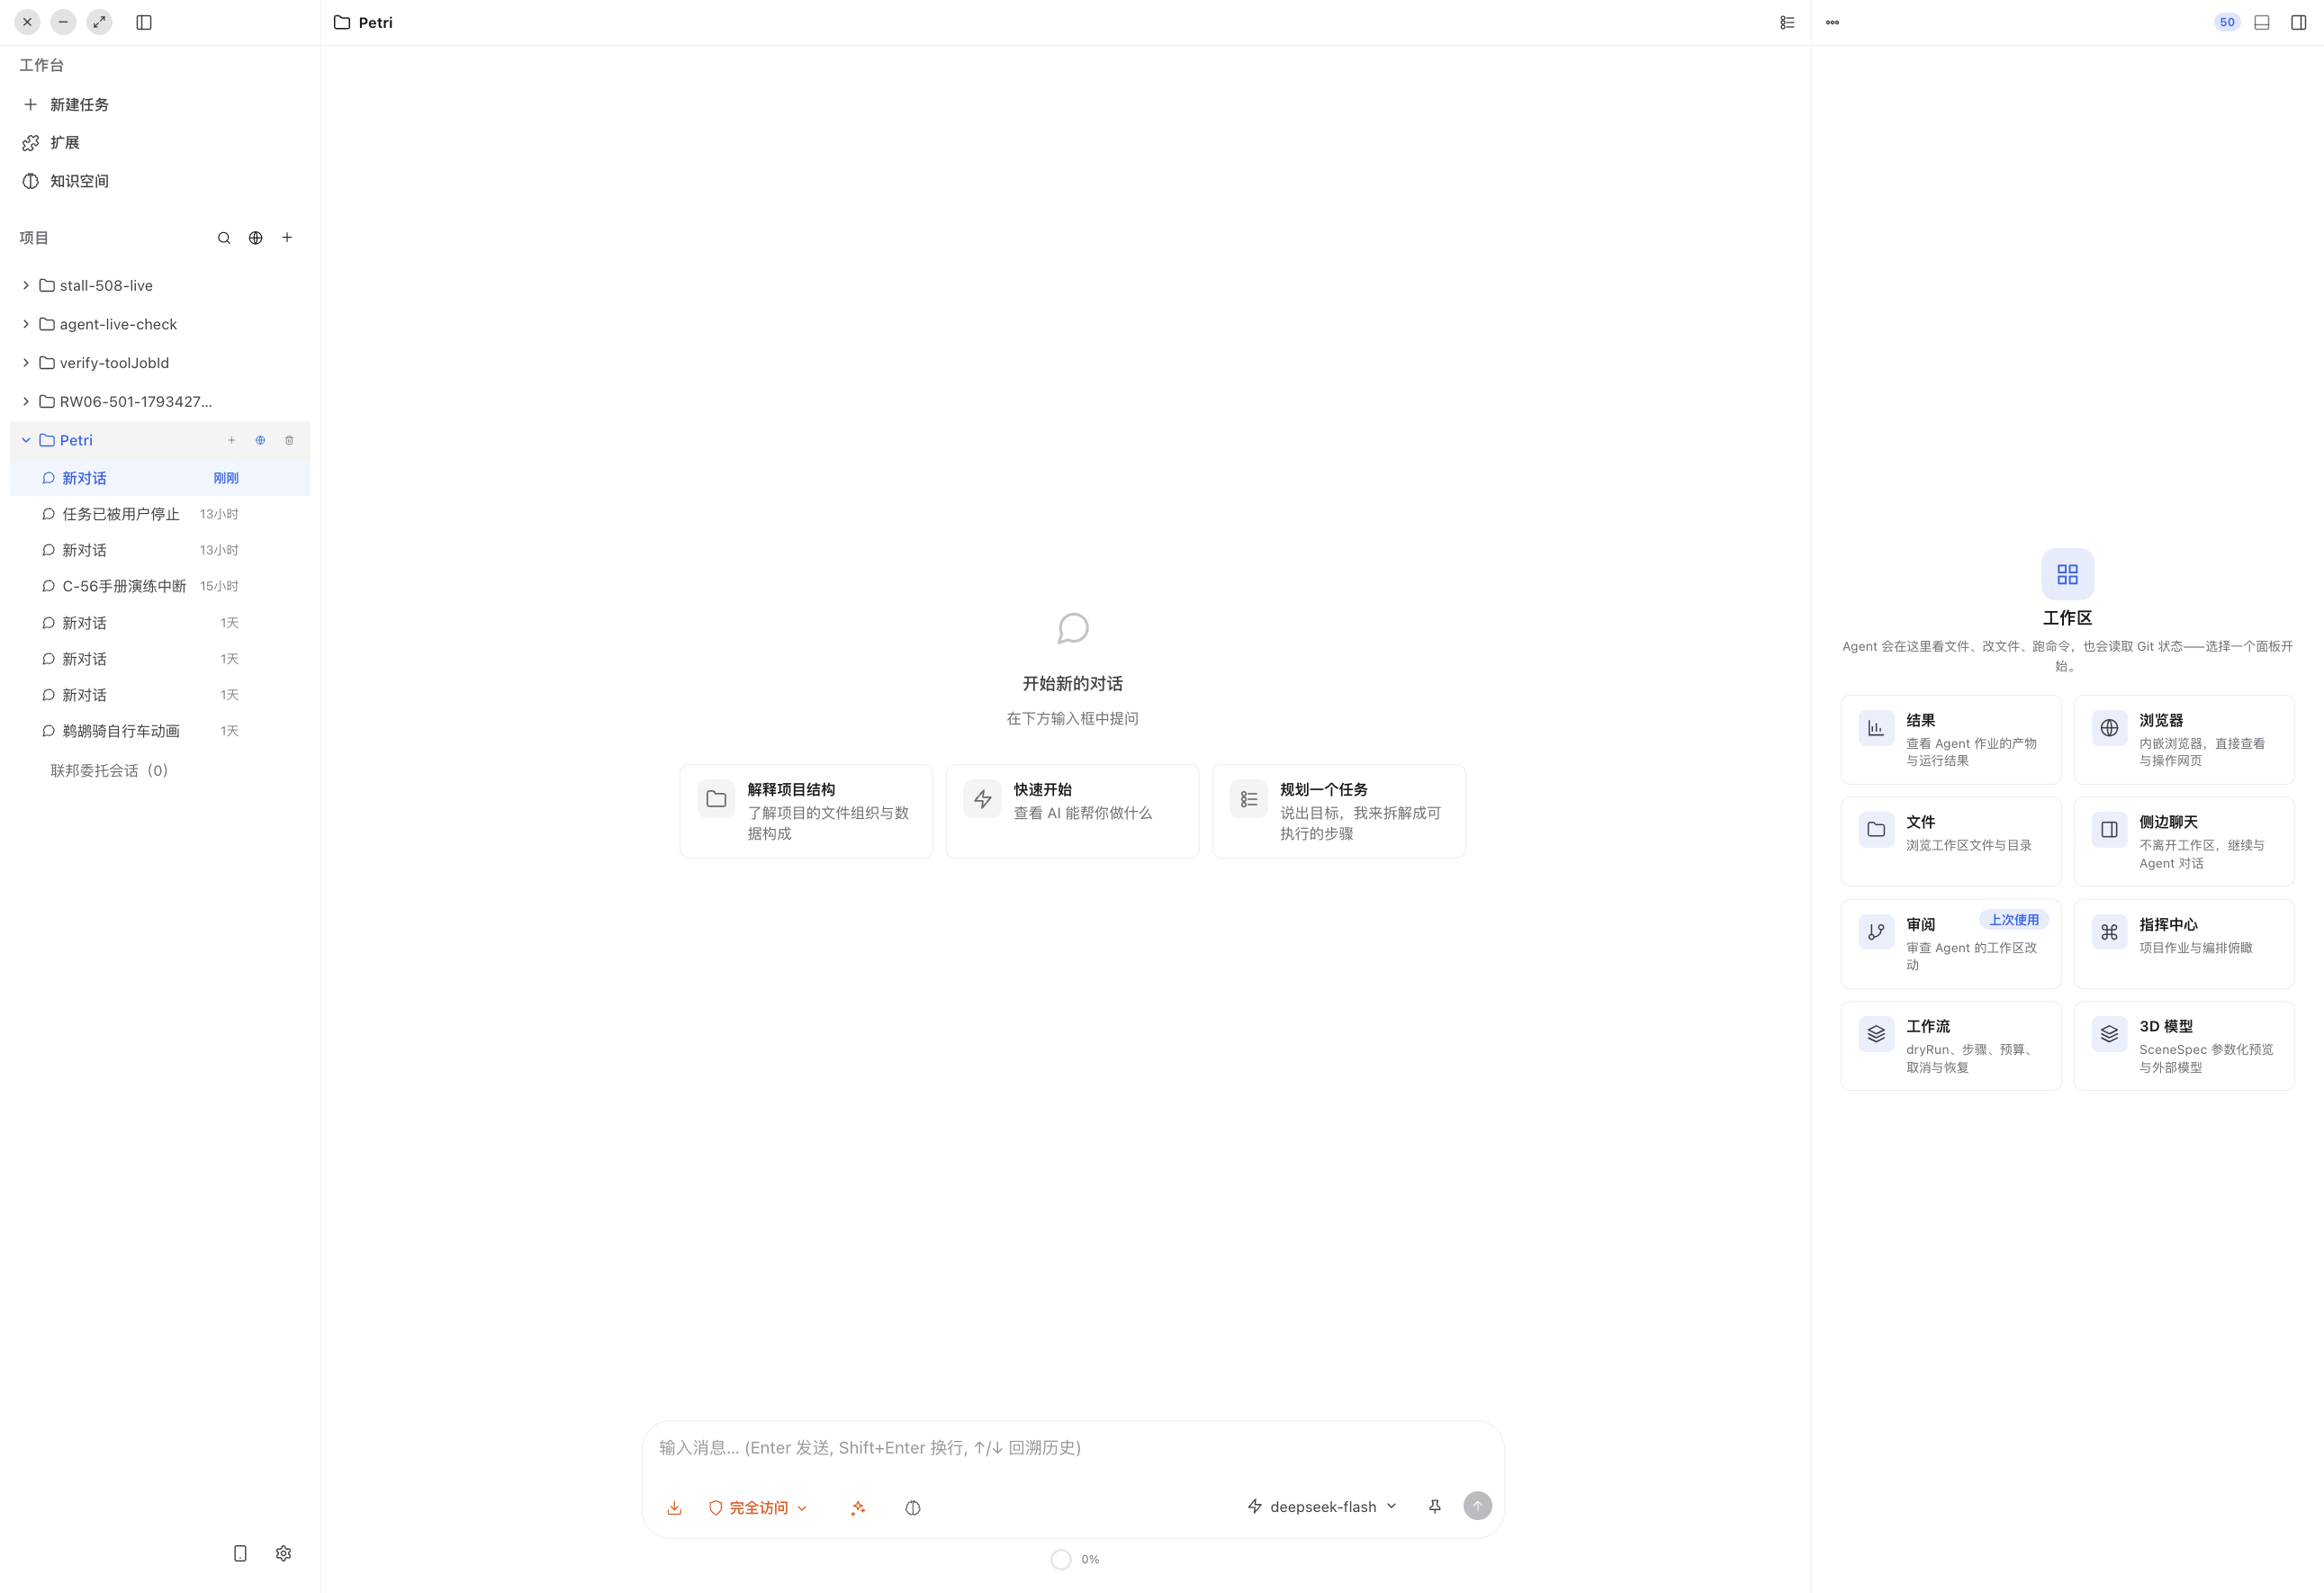 Petri
50
工作台
新建任务
扩展
知识空间
项目
stall-508-live
agent-live-check
verify-toolJobId
RW06-501-1793427...
Petri
新对话 刚刚
任务已被用户停止 13小时
新对话 13小时
C-56手册演练中断 15小时
新对话 1天
新对话 1天
新对话 1天
鹈鹕骑自行车动画 1天
联邦委托会话（0）
开始新的对话
在下方输入框中提问
解释项目结构
了解项目的文件组织与数
据构成
快速开始
查看 AI 能帮你做什么
规划一个任务
说出目标，我来拆解成可
执行的步骤
输入消息... (Enter 发送, Shift+Enter 换行, ↑/↓ 回溯历史)
完全访问
deepseek-flash
0%
工作区
Agent 会在这里看文件、改文件、跑命令，也会读取 Git 状态——选择一个面板开
始。
结果
查看 Agent 作业的产物
与运行结果
浏览器
内嵌浏览器，直接查看
与操作网页
文件
浏览工作区文件与目录
侧边聊天
不离开工作区，继续与
Agent 对话
审阅 上次使用
审查 Agent 的工作区改
动
指挥中心
项目作业与编排俯瞰
工作流
dryRun、步骤、预算、
取消与恢复
3D 模型
SceneSpec 参数化预览
与外部模型